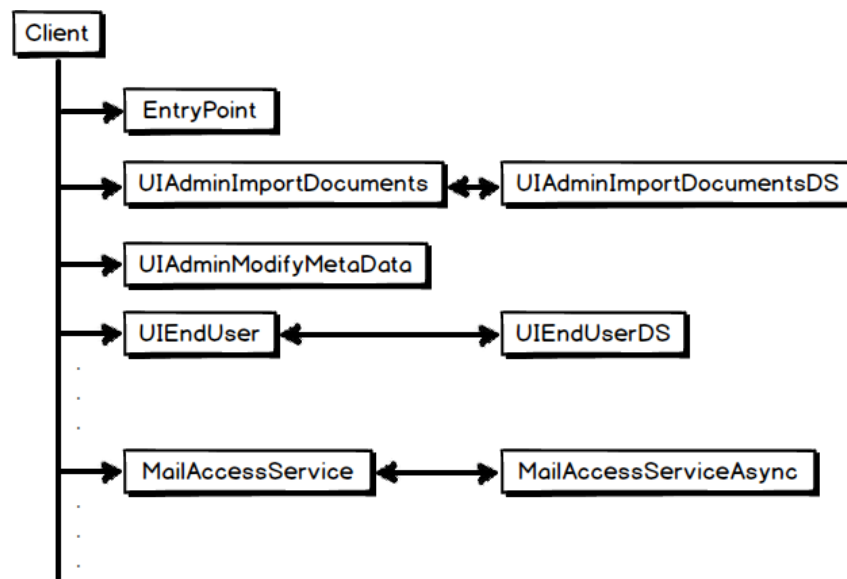 Client
EntryPoint
UIAdminImportDocuments UIAdminImportDocumentsDS
UIAdminModifyMetaData
UIEndUser UIEndUserDS
MailAccessService MailAccessServiceAsync